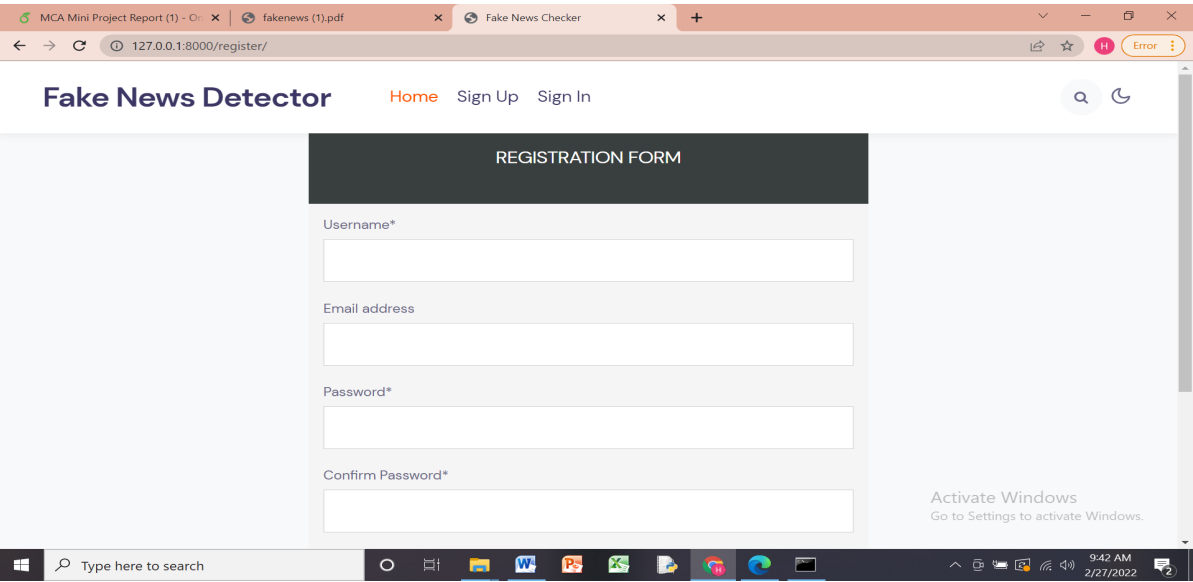 MCA Mini Project Report (1) - On
fakenews (1).pdf
Fake News Checker
127.0.0.1:8000/register/
H
Error
Fake News Detector
Home Sign Up Sign In
REGISTRATION FORM
Username*
Email address
Password*
Confirm Password*
Activate Windows
Go to Settings to activate Windows.
Type here to search
9:42 AM
2/27/2022
2